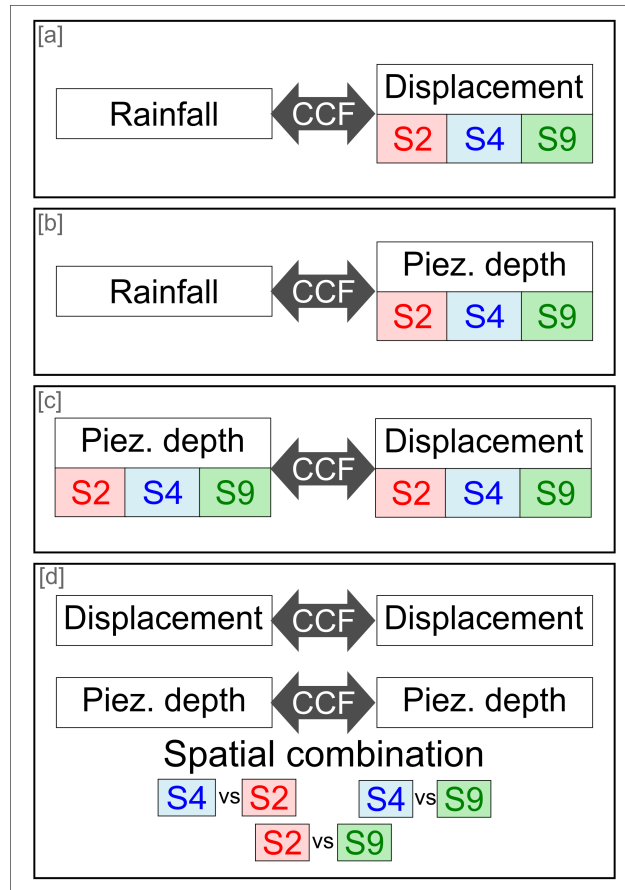 [a]
Rainfall CCF Displacement
S2 S4 S9
[b]
Rainfall CCF Piez. depth
S2 S4 S9
[c]
Piez. depth CCF Displacement
S2 S4 S9 S2 S4 S9
[d]
Displacement CCF Displacement
Piez. depth CCF Piez. depth
Spatial combination
S4 vs S2 S4 vs S9
S2 vs S9